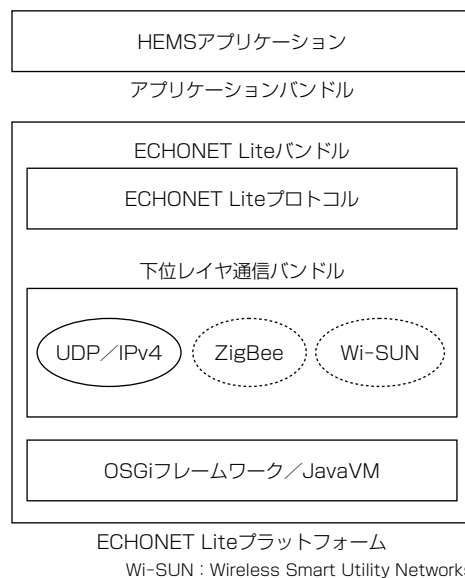 HEMSアプリケーション
アプリケーションバンドル
ECHONET Liteバンドル
ECHONET Liteプロトコル
下位レイヤ通信バンドル
UDP／IPv4
ZigBee
Wi-SUN
OSGiフレームワーク／JavaVM
ECHONET Liteプラットフォーム
Wi-SUN：Wireless Smart Utility Networks